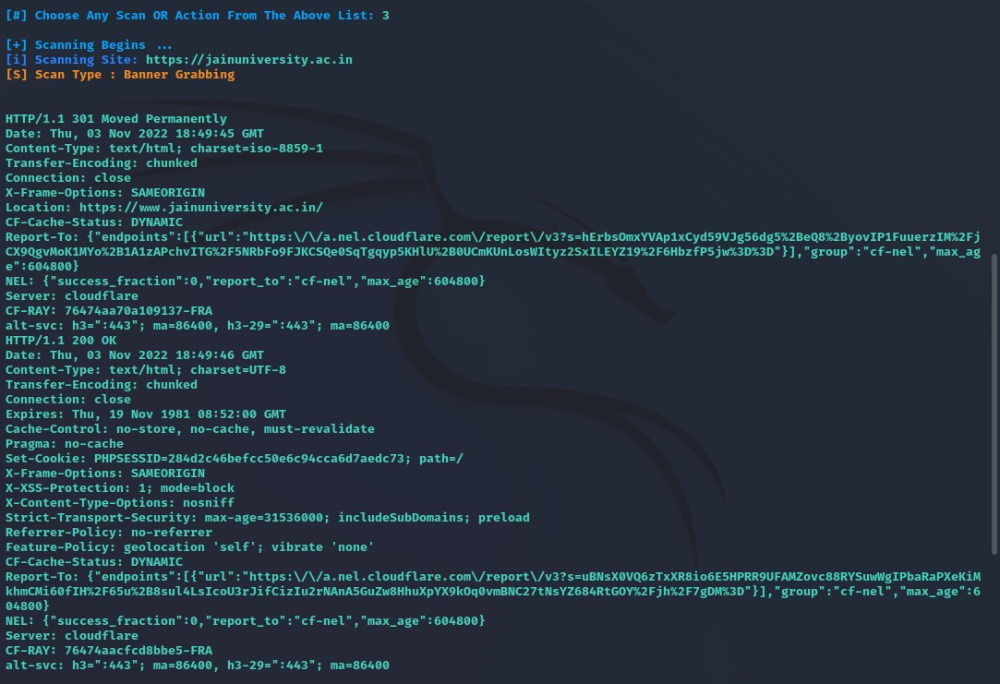 [#] Choose Any Scan OR Action From The Above List: 3
[+] Scanning Begins ...
[i] Scanning Site: https://jainuniversity.ac.in
[S] Scan Type : Banner Grabbing
HTTP/1.1 301 Moved Permanently
Date: Thu, 03 Nov 2022 18:49:45 GMT
Content-Type: text/html; charset=iso-8859-1
Transfer-Encoding: chunked
Connection: close
X-Frame-Options: SAMEORIGIN
Location: https://www.jainuniversity.ac.in/
CF-Cache-Status: DYNAMIC
Report-To: {"endpoints":[{"url":"https:\/\/a.nel.cloudflare.com\/report\/v3?s=hErbsOmxYVAp1xCyd59VJg56dg5%2BeQ8%2ByovIP1FuuerzIM%2Fj
CX9QgvMoK1MYo%2B1A1zAPchvITG%2F5NRbFo9FJKCSQe0SqTgqyp5KHlU%2B0UCmKUnLosWItyz2SxILEYZ19%2F6HbzfP5jw%3D%3D"}],"group":"cf-nel","max_ag
e":604800}
NEL: {"success_fraction":0,"report_to":"cf-nel","max_age":604800}
Server: cloudflare
CF-RAY: 76474aa70a109137-FRA
alt-svc: h3=":443"; ma=86400, h3-29=":443"; ma=86400
HTTP/1.1 200 OK
Date: Thu, 03 Nov 2022 18:49:46 GMT
Content-Type: text/html; charset=UTF-8
Transfer-Encoding: chunked
Connection: close
Expires: Thu, 19 Nov 1981 08:52:00 GMT
Cache-Control: no-store, no-cache, must-revalidate
Pragma: no-cache
Set-Cookie: PHPSESSID=284d2c46befcc50e6c94cca6d7aedc73; path=/
X-Frame-Options: SAMEORIGIN
X-XSS-Protection: 1; mode=block
X-Content-Type-Options: nosniff
Strict-Transport-Security: max-age=31536000; includeSubDomains; preload
Referrer-Policy: no-referrer
Feature-Policy: geolocation 'self'; vibrate 'none'
CF-Cache-Status: DYNAMIC
Report-To: {"endpoints":[{"url":"https:\/\/a.nel.cloudflare.com\/report\/v3?s=uBNsX0VQ6zTxXR8io6E5HPRR9UFAMZovc88RYSuwWgIPbaRaPXeKiM
khmCMi60fIH%2F65u%2B8sul4LsIcoU3rJifCizIu2rNAnA5GuZw8HhuXpYX9kOq0vmBNC27tNsYZ684RtGOY%2Fjh%2F7gDM%3D"}],"group":"cf-nel","max_age":6
04800}
NEL: {"success_fraction":0,"report_to":"cf-nel","max_age":604800}
Server: cloudflare
CF-RAY: 76474aacfcd8bbe5-FRA
alt-svc: h3=":443"; ma=86400, h3-29=":443"; ma=86400